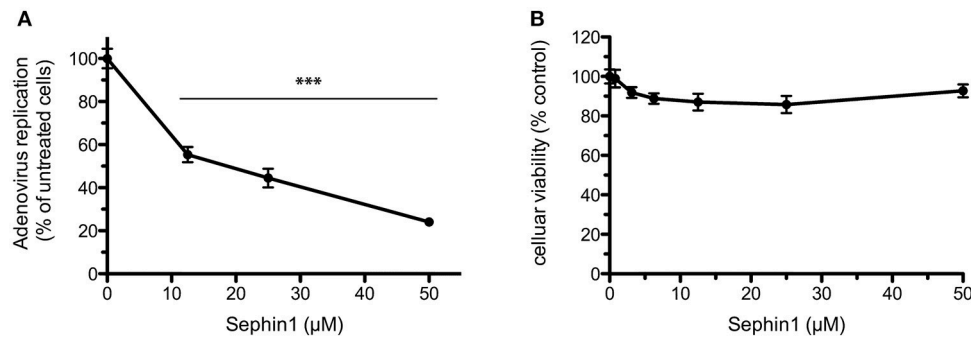 A
Adenovirus replication
(% of untreated cells)
100
80
60
40
20
0
***
0 10 20 30 40 50
Sephin1 (μM)
B
celluar viability (% control)
120
100
80
60
40
20
0
0 10 20 30 40 50
Sephin1 (μM)